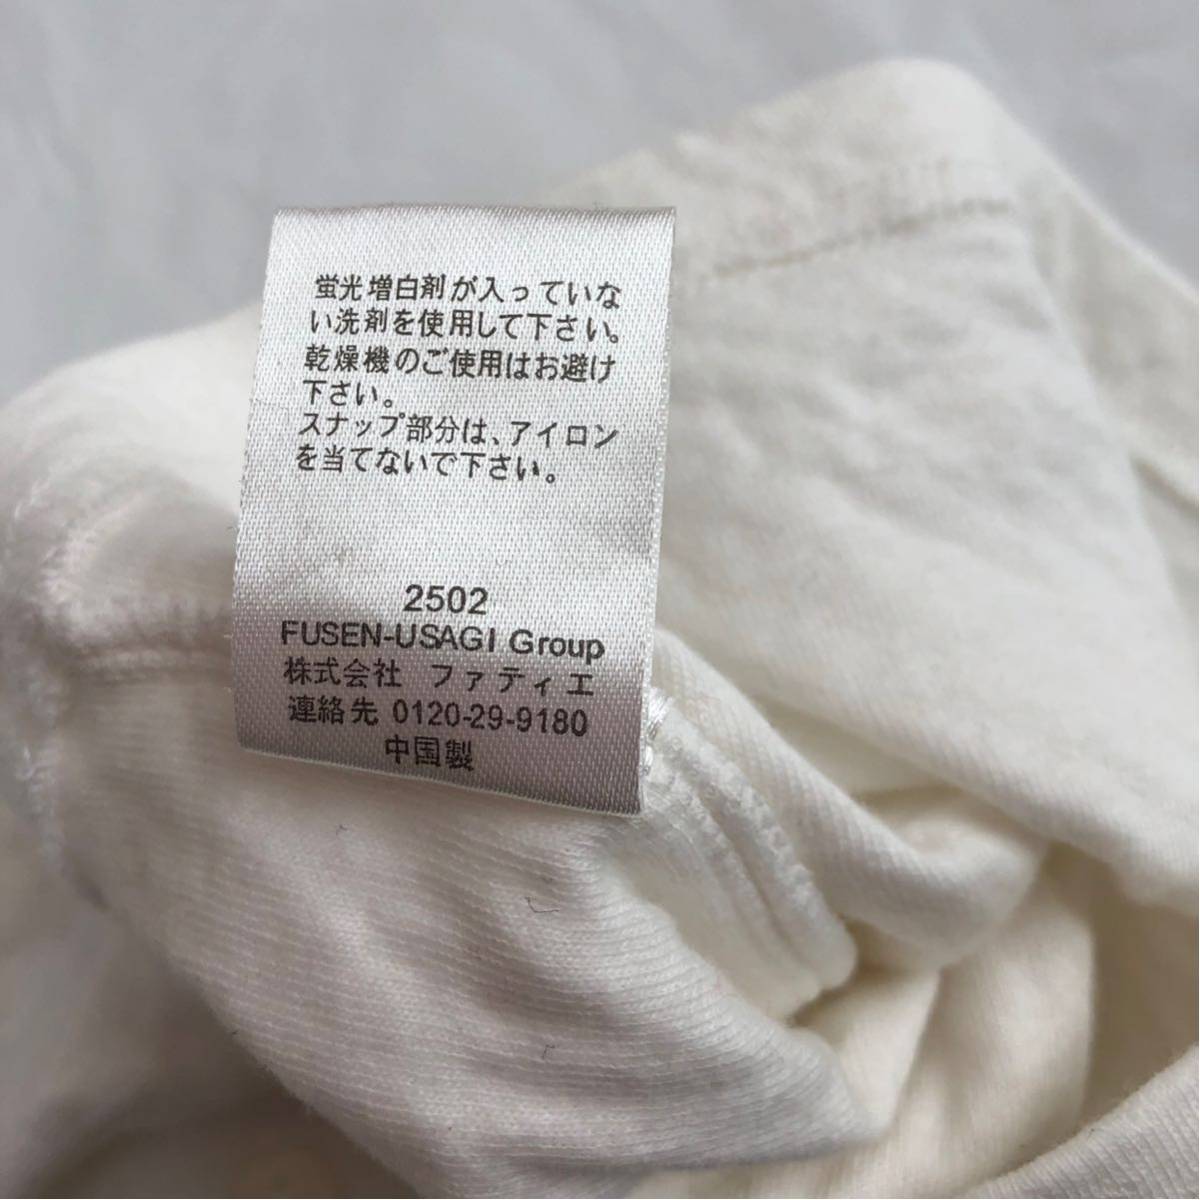 蛍光増白剤が入っていな
い洗剤を使用して下さい。
乾燥機のご使用はお避け
下さい。
スナップ部分は、アイロン
を当てないで下さい。
2502
FUSEN-USAGI Group
株式会社 ファティエ
連絡先 0120-29-9180
中国製